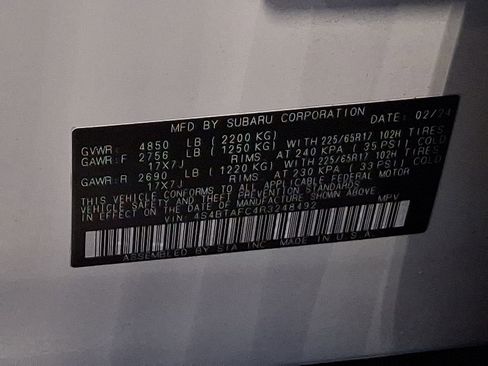 MFD BY SUBARU CORPORATION DATE: 02/24
GVWR: 4850 LB (2200 KG)
GAWR:F 2756 LB (1250 KG) WITH 225/65R17 102H TIRES
17X7J RIMS, AT 240 KPA (35 PSI) COLD
GAWR:R 2690 LB (1220 KG) WITH 225/65R17 102H TIRES
17X7J RIMS, AT 230 KPA (33 PSI) COLD
THIS VEHICLE CONFORMS TO ALL APPLICABLE FEDERAL MOTOR
VEHICLE SAFETY AND THEFT PREVENTION STANDARDS
IN EFFECT ON THE DATE OF MANUFACTURE SHOWN ABOVE
VIN: 4S4BTAFC4R3248492 MPV
ASSEMBLED BY SIA INC. MADE IN U.S.A.